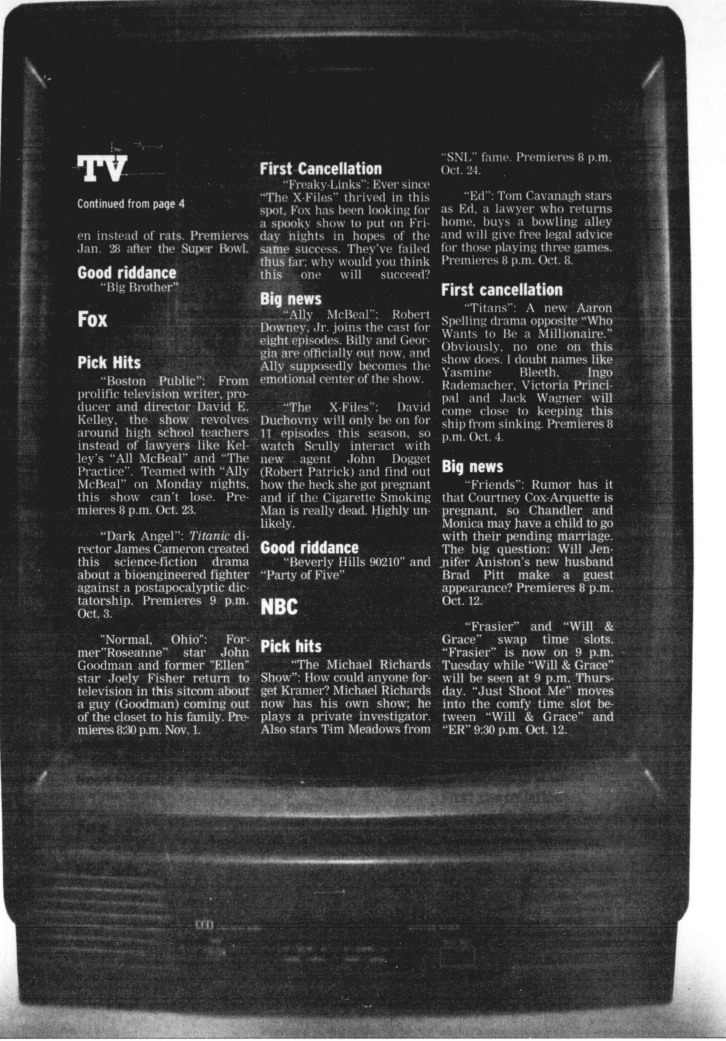 TV
Continued from page 4
en instead of rats. Premieres
Jan. 28 after the Super Bowl.
Good riddance
"Big Brother"
Fox
Pick Hits
"Boston Public": From
prolific television writer, pro-
ducer and director David E.
Kelley, the show revolves
around high school teachers
instead of lawyers like Kel-
ley's "All McBeal" and "The
Practice". Teamed with "Ally
McBeal" on Monday nights,
this show can't lose. Pre-
mieres 8 p.m. Oct. 23.
"Dark Angel": Titanic di-
rector James Cameron created
this science-fiction drama
about a bioengineered fighter
against a postapocalyptic dic-
tatorship. Premieres 9 p.m.
Oct. 3.
"Normal, Ohio": For-
mer"Roseanne" star John
Goodman and former "Ellen"
star Joely Fisher return to
television in this sitcom about
a guy (Goodman) coming out
of the closet to his family. Pre-
mieres 8:30 p.m. Nov. 1.
First Cancellation
"Freaky-Links": Ever since
"The X-Files" thrived in this
spot, Fox has been looking for
a spooky show to put on Fri-
day nights in hopes of the
same success. They've failed
thus far; why would you think
this one will succeed?
Big news
"Ally McBeal": Robert
Downey, Jr. joins the cast for
eight episodes. Billy and Geor-
gia are officially out now, and
Ally supposedly becomes the
emotional center of the show.
"The X-Files": David
Duchovny will only be on for
11 episodes this season, so
watch Scully interact with
new agent John Dogget
(Robert Patrick) and find out
how the heck she got pregnant
and if the Cigarette Smoking
Man is really dead. Highly un-
likely.
Good riddance
"Beverly Hills 90210" and
"Party of Five"
NBC
Pick hits
"The Michael Richards
Show": How could anyone for-
get Kramer? Michael Richards
now has his own show; he
plays a private investigator.
Also stars Tim Meadows from
"SNL" fame. Premieres 8 p.m.
Oct. 24.
"Ed": Tom Cavanagh stars
as Ed, a lawyer who returns
home, buys a bowling alley
and will give free legal advice
for those playing three games.
Premieres 8 p.m. Oct. 8.
First cancellation
"Titans": A new Aaron
Spelling drama opposite "Who
Wants to Be a Millionaire."
Obviously, no one on this
show does. I doubt names like
Yasmine Bleeth, Ingo
Rademacher, Victoria Princi-
pal and Jack Wagner will
come close to keeping this
ship from sinking. Premieres 8
p.m. Oct. 4.
Big news
"Friends": Rumor has it
that Courtney Cox-Arquette is
pregnant, so Chandler and
Monica may have a child to go
with their pending marriage.
The big question: Will Jen-
nifer Aniston's new husband
Brad Pitt make a guest
appearance? Premieres 8 p.m.
Oct. 12.
"Frasier" and "Will &
Grace" swap time slots.
"Frasier" is now on 9 p.m.
Tuesday while "Will & Grace"
will be seen at 9 p.m. Thurs-
day. "Just Shoot Me" moves
into the comfy time slot be-
tween "Will & Grace" and
"ER" 9:30 p.m. Oct. 12.